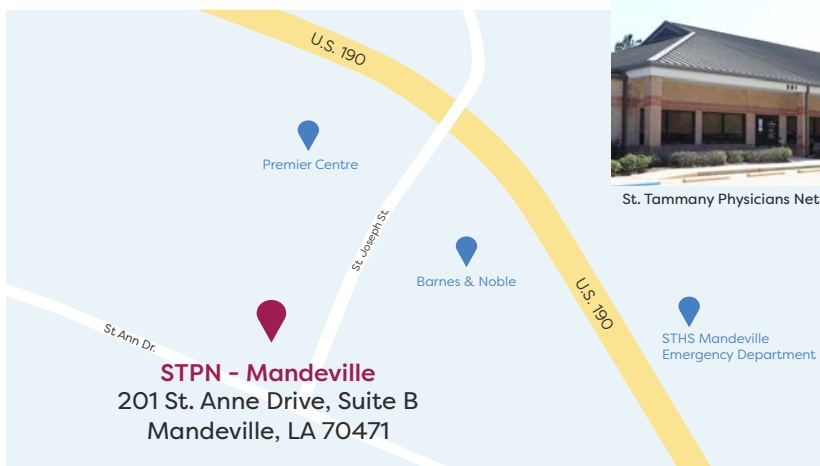 U.S. 190
Premier Centre
St. Tammany Physicians Net
St. Joseph St.
Barnes & Noble
U.S. 190
St Ann Dr.
STHS Mandeville
Emergency Department
STPN - Mandeville
201 St. Anne Drive, Suite B
Mandeville, LA 70471